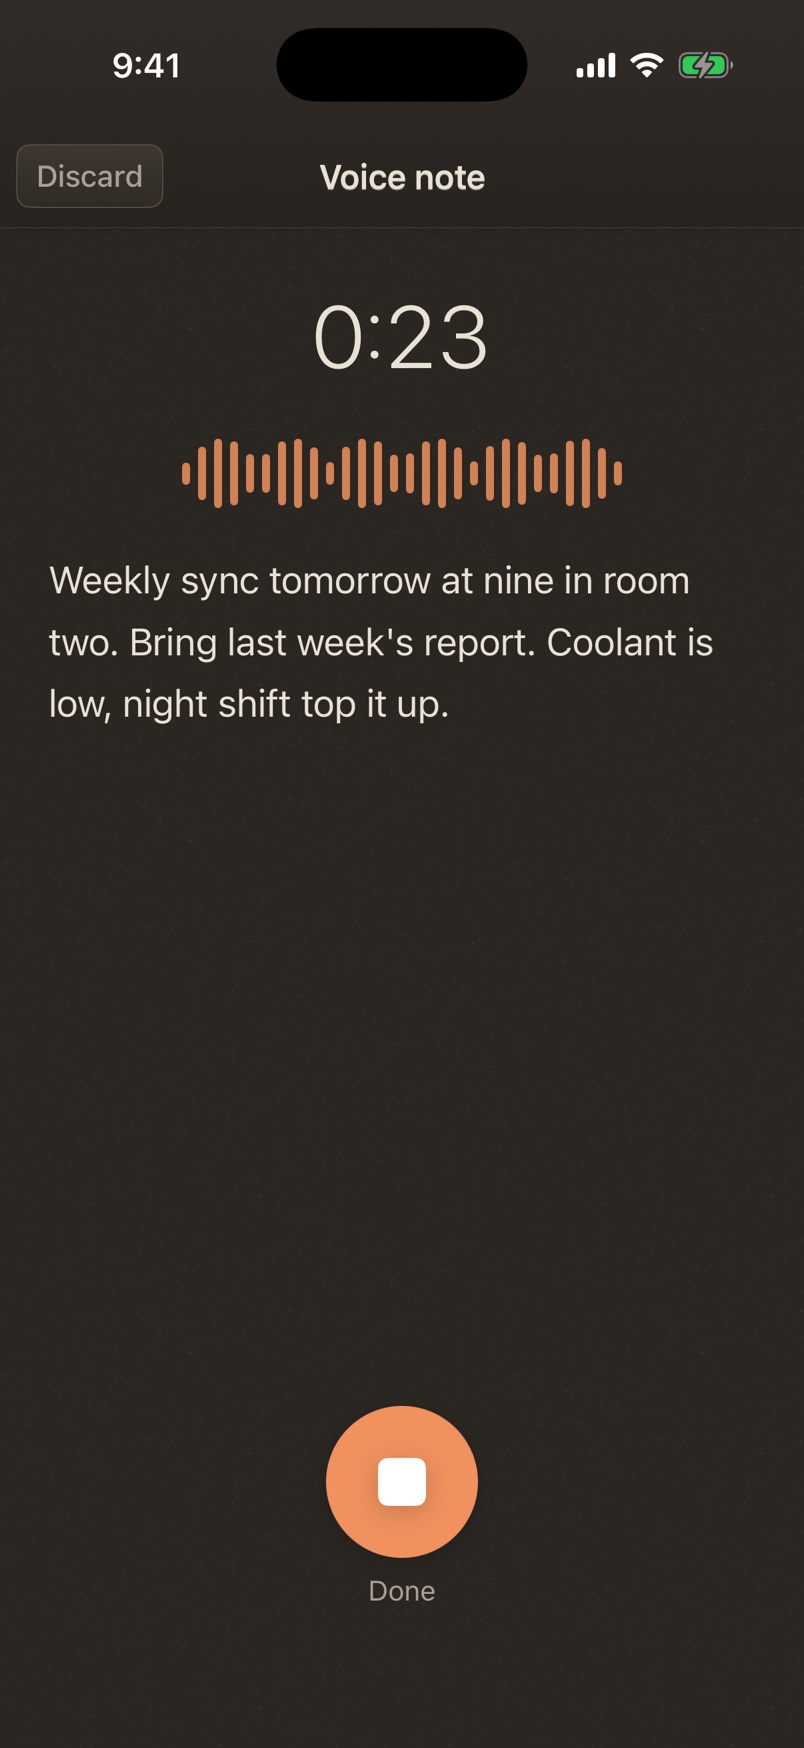 9:41
Discard
Voice note
0:23
Weekly sync tomorrow at nine in room
two. Bring last week's report. Coolant is
low, night shift top it up.
Done